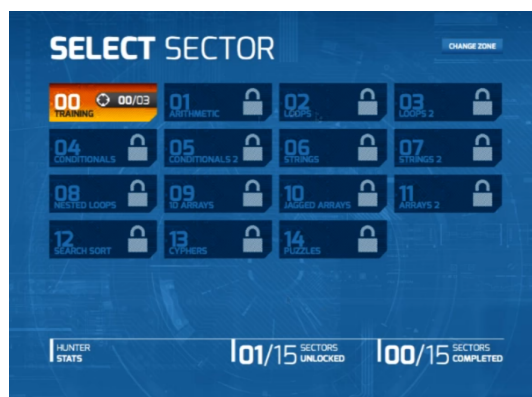 SELECT SECTOR
CHANGE ZONE
00 00/03
TRAINING
01
ARITHMETIC
02
LOOPS
03
LOOPS 2
04
CONDITIONALS
05
CONDITIONALS 2
06
STRINGS
07
STRINGS 2
08
NESTED LOOPS
09
1D ARRAYS
10
JAGGED ARRAYS
11
ARRAYS 2
12
SEARCH SORT
13
CYPHERS
14
PUZZLES
HUNTER
STATS
01/15 SECTORS
UNLOCKED
00/15 SECTORS
COMPLETED